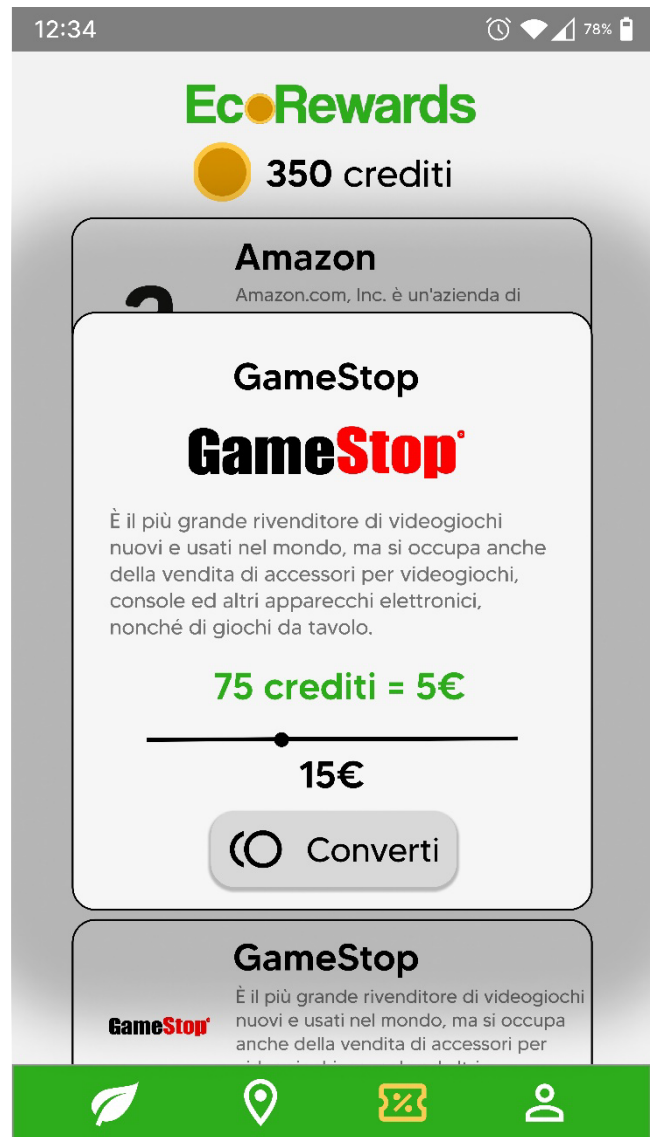 12:34
78%
EcoRewards
350 crediti
Amazon
Amazon.com, Inc. è un'azienda di
GameStop
GameStop
È il più grande rivenditore di videogiochi
nuovi e usati nel mondo, ma si occupa anche
della vendita di accessori per videogiochi,
console ed altri apparecchi elettronici,
nonché di giochi da tavolo.
75 crediti = 5€
15€
Converti
GameStop
È il più grande rivenditore di videogiochi
GameStop
nuovi e usati nel mondo, ma si occupa
anche della vendita di accessori per